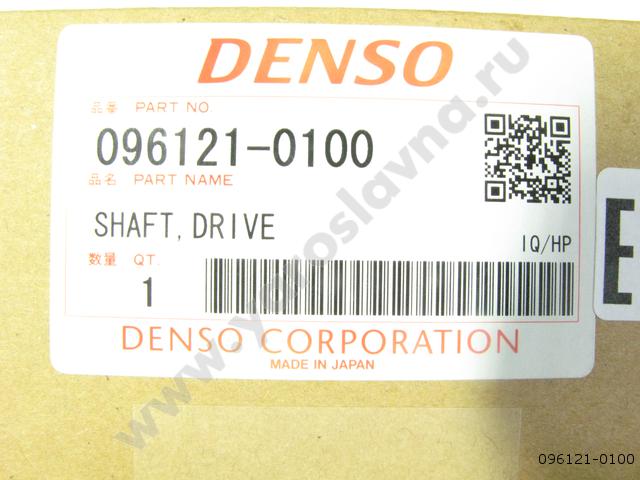 DENSO
品番 PART NO.
096121-0100
品名 PART NAME
SHAFT, DRIVE
IQ/HP
数量 QT.
1
DENSO CORPORATION
MADE IN JAPAN
E
www.yaroslavna.ru
096121-0100